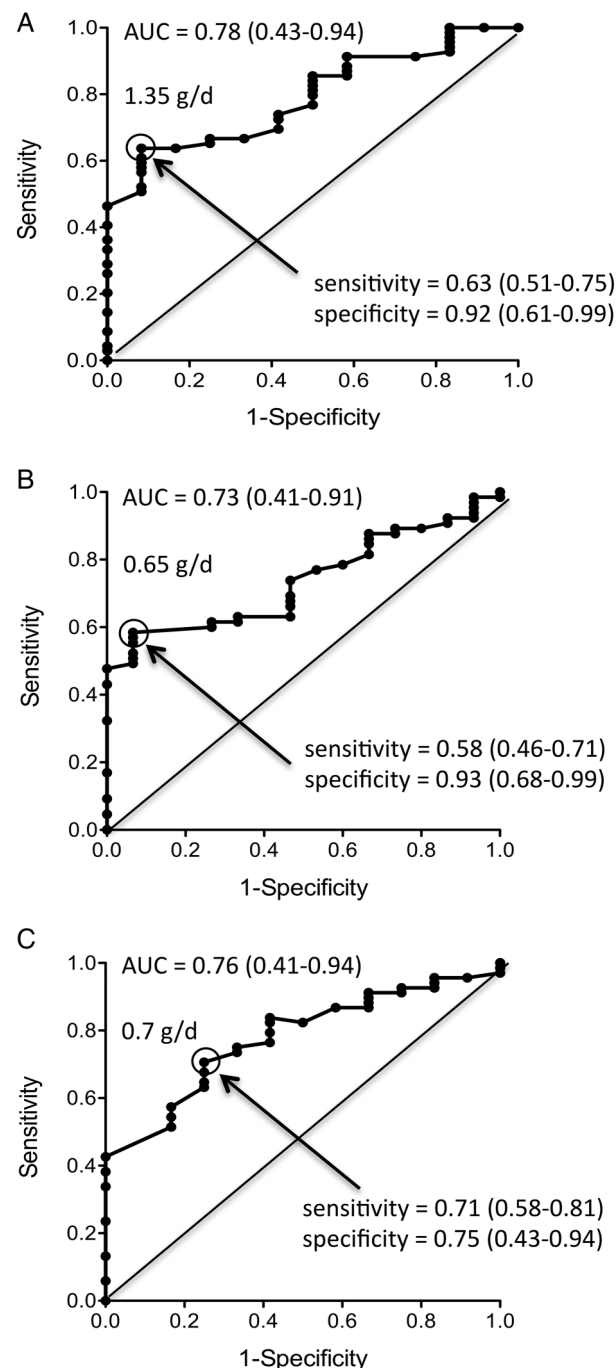 A
AUC = 0.78 (0.43-0.94)
1.35 g/d
sensitivity = 0.63 (0.51-0.75)
specificity = 0.92 (0.61-0.99)
Sensitivity
1.0
0.8
0.6
0.4
0.2
0.0
0.0 0.2 0.4 0.6 0.8 1.0
1-Specificity
B
AUC = 0.73 (0.41-0.91)
0.65 g/d
sensitivity = 0.58 (0.46-0.71)
specificity = 0.93 (0.68-0.99)
Sensitivity
1.0
0.8
0.6
0.4
0.2
0.0
0.0 0.2 0.4 0.6 0.8 1.0
1-Specificity
C
AUC = 0.76 (0.41-0.94)
0.7 g/d
sensitivity = 0.71 (0.58-0.81)
specificity = 0.75 (0.43-0.94)
Sensitivity
1.0
0.8
0.6
0.4
0.2
0.0
0.0 0.2 0.4 0.6 0.8 1.0
1-Specificity